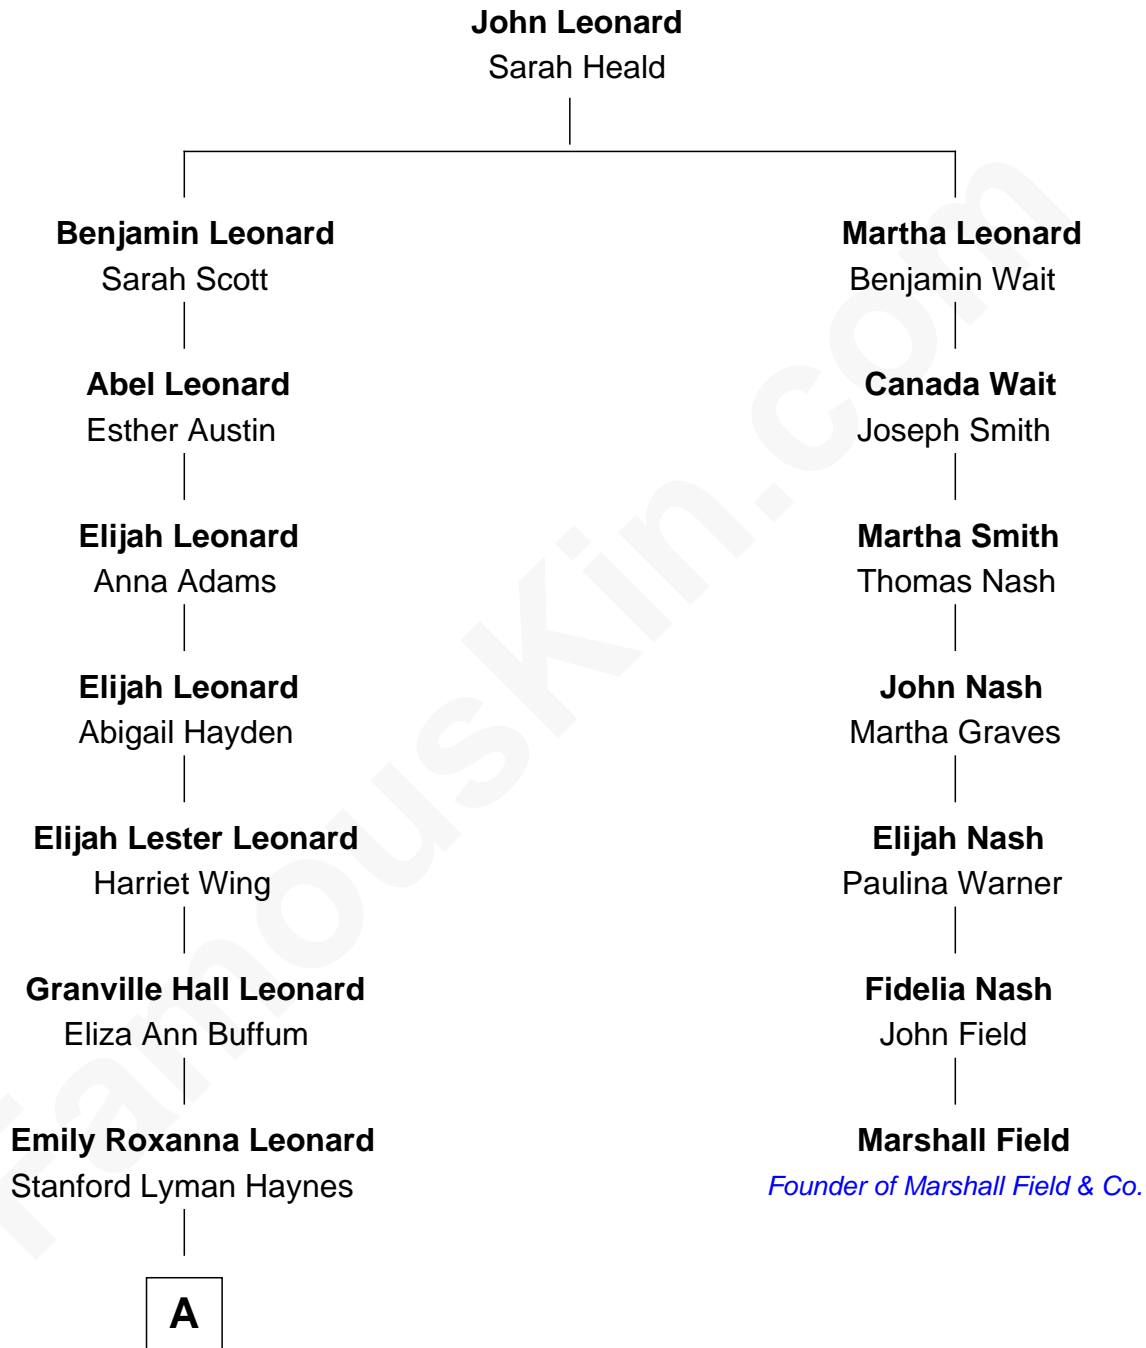 John Leonard
Sarah Heald
Benjamin Leonard
Sarah Scott
Martha Leonard
Benjamin Wait
Abel Leonard
Esther Austin
Canada Wait
Joseph Smith
Elijah Leonard
Anna Adams
Martha Smith
Thomas Nash
Elijah Leonard
Abigail Hayden
John Nash
Martha Graves
Elijah Lester Leonard
Harriet Wing
Elijah Nash
Paulina Warner
Granville Hall Leonard
Eliza Ann Buffum
Fidelia Nash
John Field
Emily Roxanna Leonard
Stanford Lyman Haynes
Marshall Field
Founder of Marshall Field & Co.
A
FamousKin.com